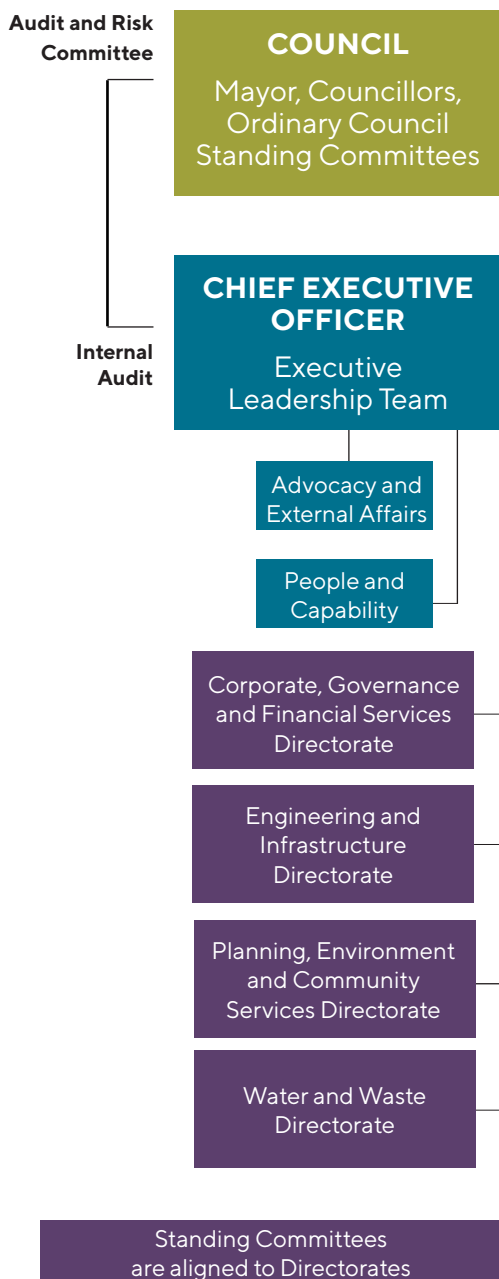 Audit and Risk
Committee
COUNCIL
Mayor, Councillors,
Ordinary Council
Standing Committees
CHIEF EXECUTIVE
OFFICER
Executive
Leadership Team
Internal
Audit
Advocacy and
External Affairs
People and
Capability
Corporate, Governance
and Financial Services
Directorate
Engineering and
Infrastructure
Directorate
Planning, Environment
and Community
Services Directorate
Water and Waste
Directorate
Standing Committees
are aligned to Directorates